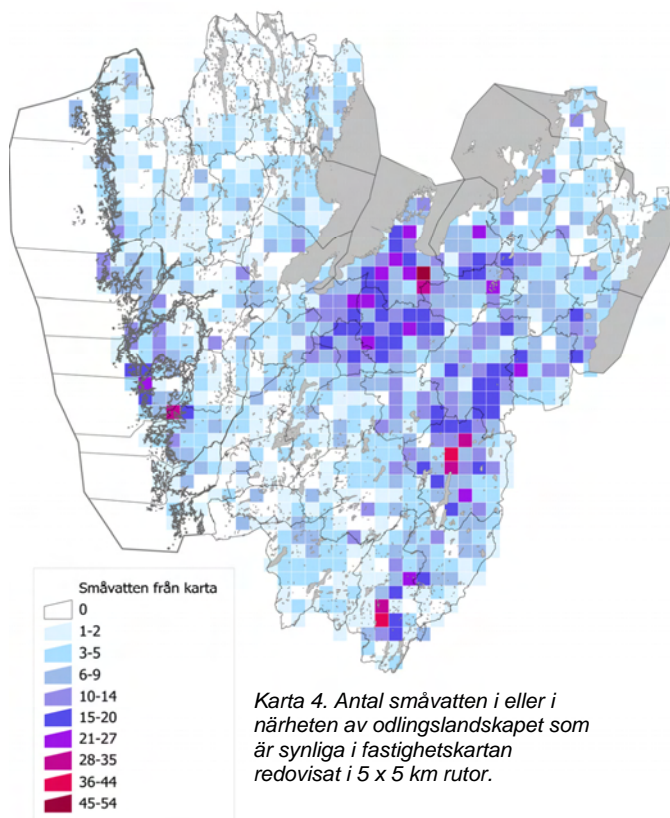 Småvatten från karta
0
1-2
3-5
6-9
10-14
15-20
21-27
28-35
36-44
45-54
Karta 4. Antal småvatten i eller i
närheten av odlingslandskapet som
är synliga i fastighetskartan
redovisat i 5 x 5 km rutor.